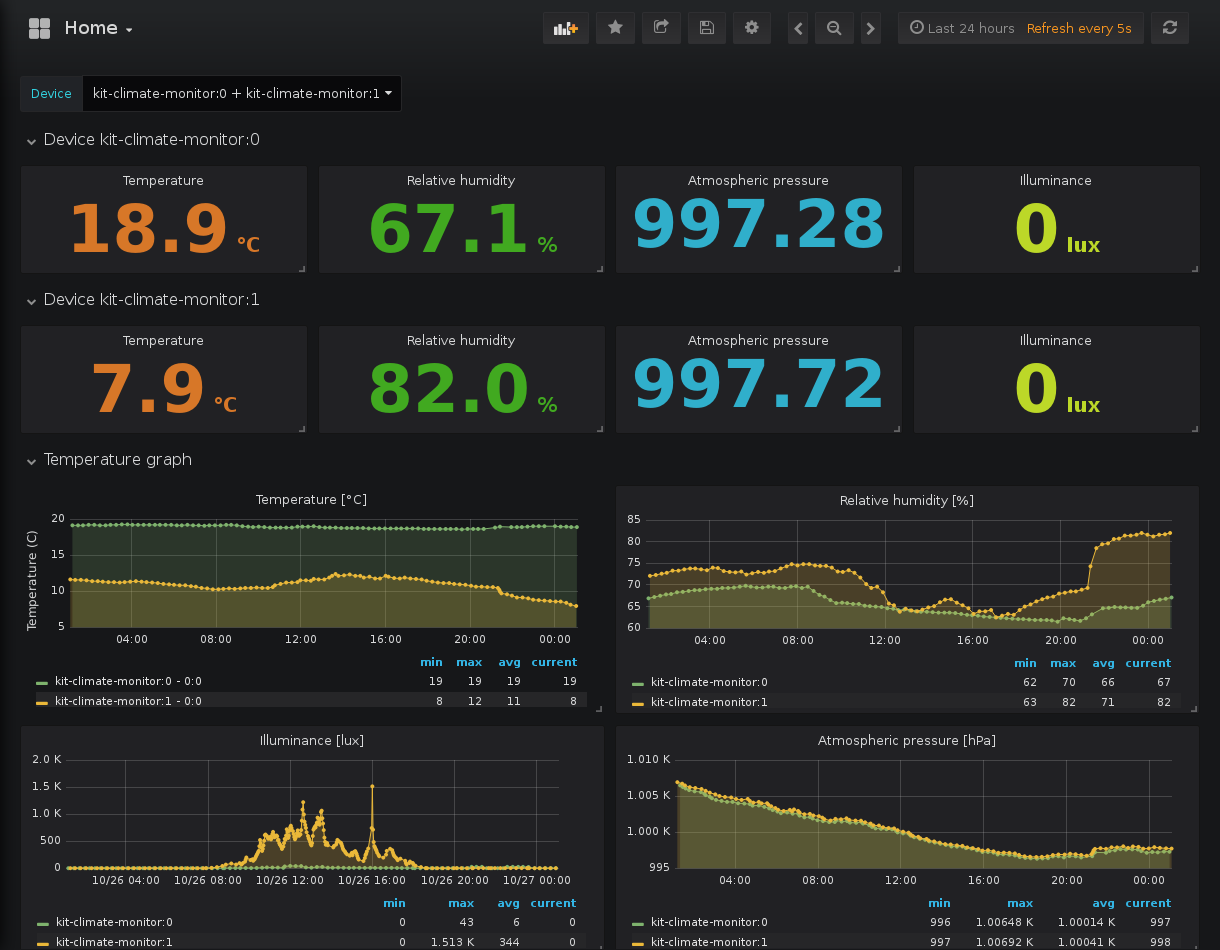 Home
Last 24 hours Refresh every 5s
Device kit-climate-monitor:0 + kit-climate-monitor:1
Device kit-climate-monitor:0
Temperature Relative humidity Atmospheric pressure Illuminance
18.9 °C 67.1 % 997.28 0 lux
Device kit-climate-monitor:1
Temperature Relative humidity Atmospheric pressure Illuminance
7.9 °C 82.0 % 997.72 0 lux
Temperature graph
Temperature [°C]
Temperature (C)
20
15
10
5
04:00 08:00 12:00 16:00 20:00 00:00
min max avg current
kit-climate-monitor:0 - 0:0 19 19 19 19
kit-climate-monitor:1 - 0:0 8 12 11 8
Relative humidity [%]
85
80
75
70
65
60
04:00 08:00 12:00 16:00 20:00 00:00
min max avg current
kit-climate-monitor:0 62 70 66 67
kit-climate-monitor:1 63 82 71 82
Illuminance [lux]
2.0 K
1.5 K
1.0 K
500
0
10/26 04:00 10/26 08:00 10/26 12:00 10/26 16:00 10/26 20:00 10/27 00:00
min max avg current
kit-climate-monitor:0 0 43 6 0
kit-climate-monitor:1 0 1.513 K 344 0
Atmospheric pressure [hPa]
1.010 K
1.005 K
1.000 K
995
04:00 08:00 12:00 16:00 20:00 00:00
min max avg current
kit-climate-monitor:0 996 1.00648 K 1.00014 K 997
kit-climate-monitor:1 997 1.00692 K 1.00041 K 998